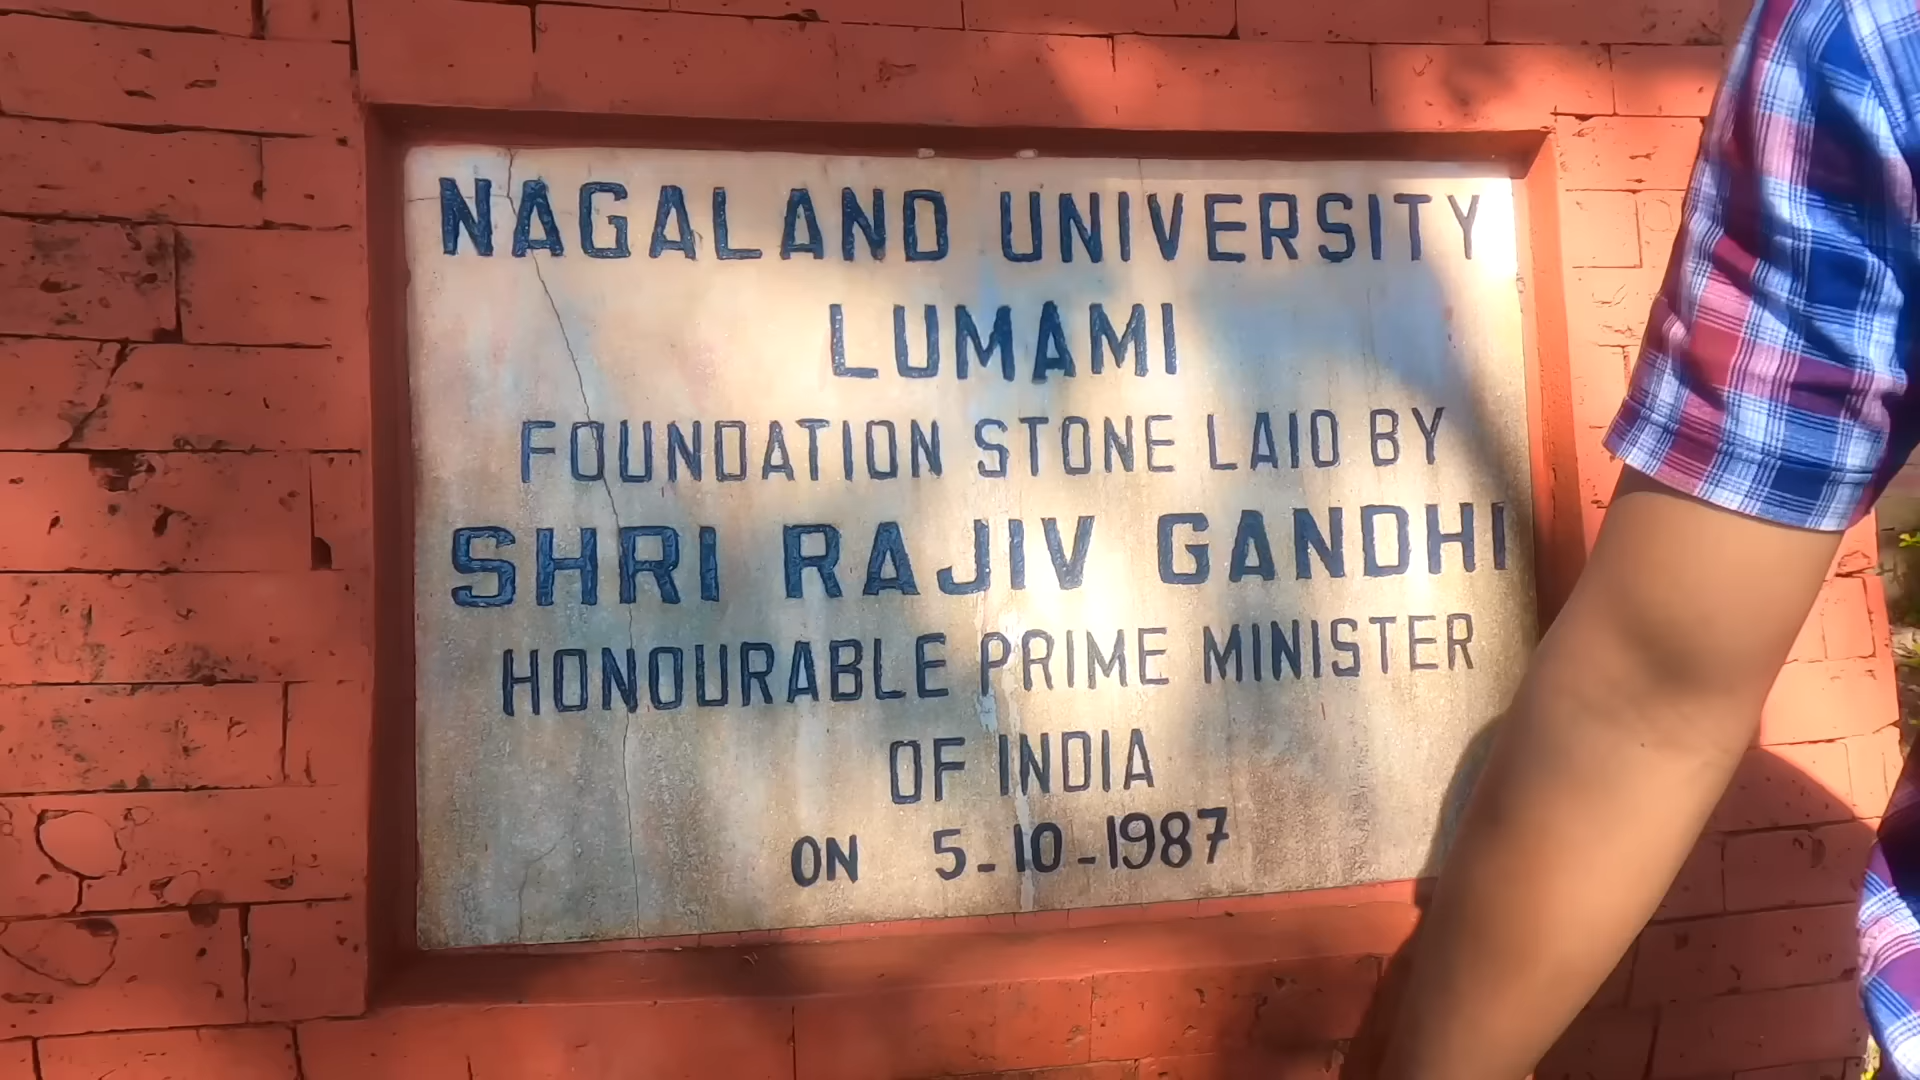 NAGALAND UNIVERSITY
LUMAMI
FOUNDATION STONE LAID BY
SHRI RAJIV GANDHI
HONOURABLE PRIME MINISTER
OF INDIA
ON 5-10-1987